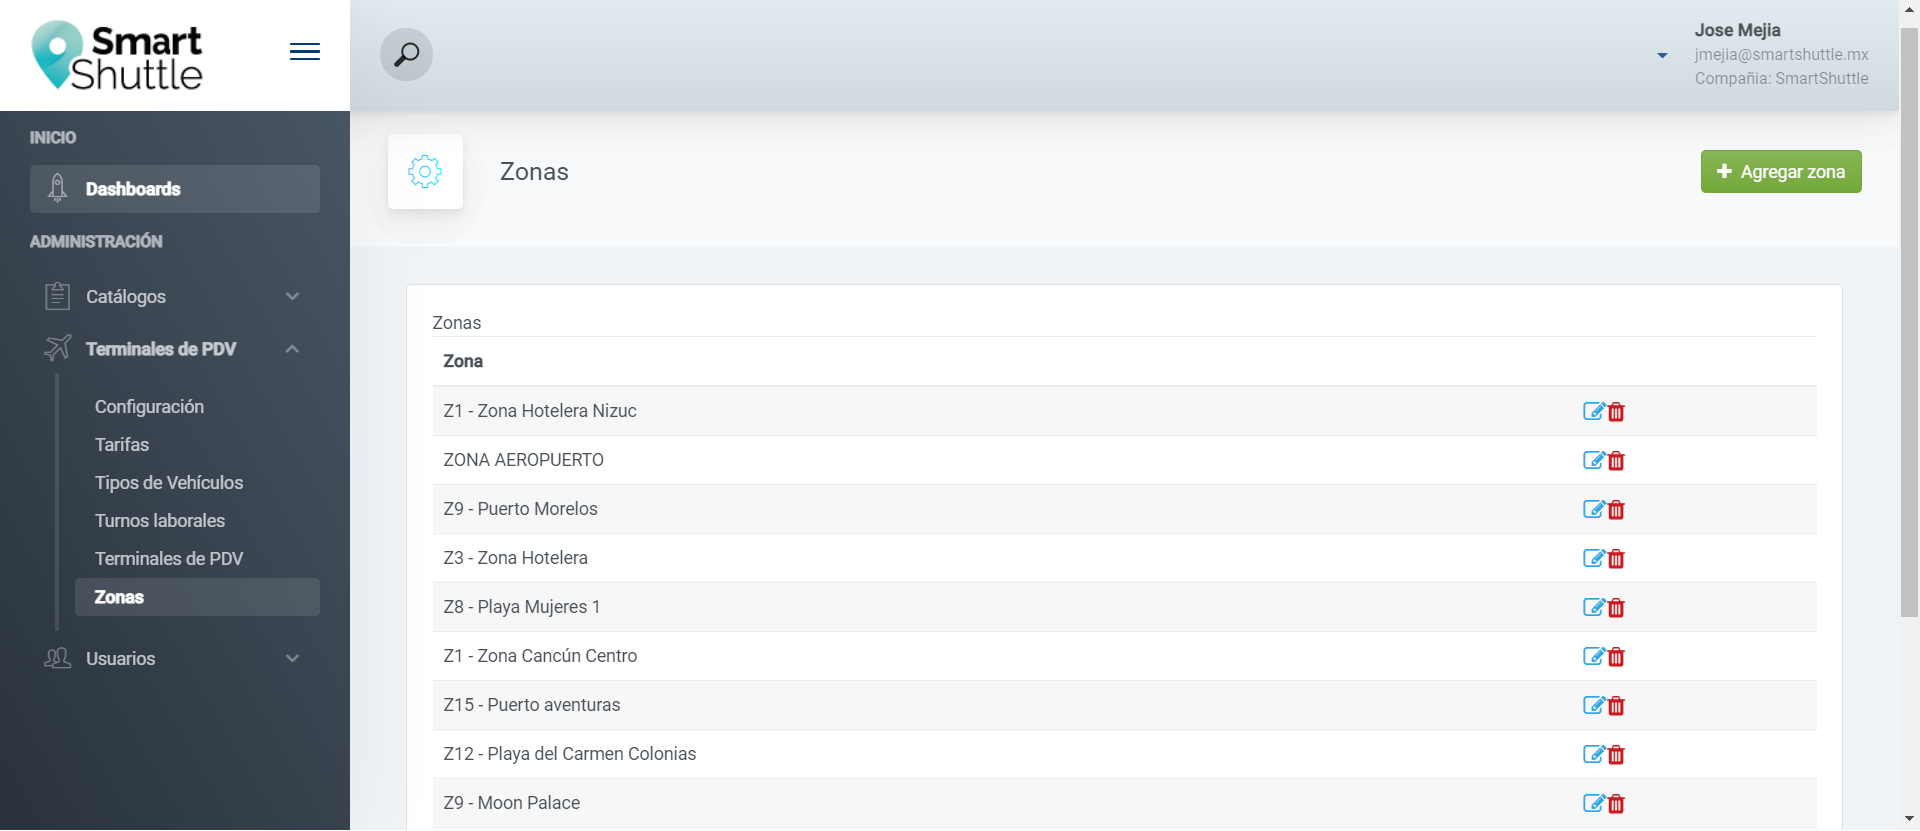 Smart
Shuttle
Jose Mejia
jmejia@smartshuttle.mx
Compañia: SmartShuttle
INICIO
Dashboards
ADMINISTRACIÓN
Catálogos
Terminales de PDV
Configuración
Tarifas
Tipos de Vehículos
Turnos laborales
Terminales de PDV
Zonas
Usuarios
Zonas
Agregar zona
Zonas
Zona
Z1 - Zona Hotelera Nizuc
ZONA AEROPUERTO
Z9 - Puerto Morelos
Z3 - Zona Hotelera
Z8 - Playa Mujeres 1
Z1 - Zona Cancún Centro
Z15 - Puerto aventuras
Z12 - Playa del Carmen Colonias
Z9 - Moon Palace